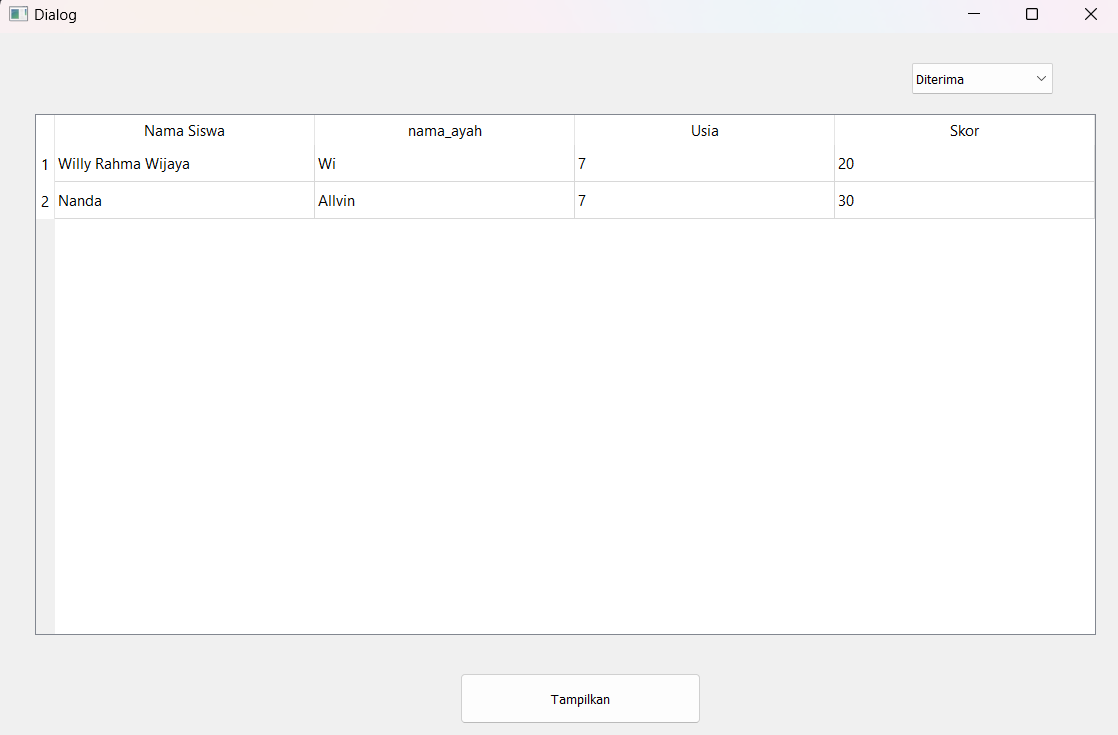 Dialog
Diterima
Nama Siswa nama_ayah Usia Skor
1 Willy Rahma Wijaya Wi 7 20
2 Nanda Allvin 7 30
Tampilkan